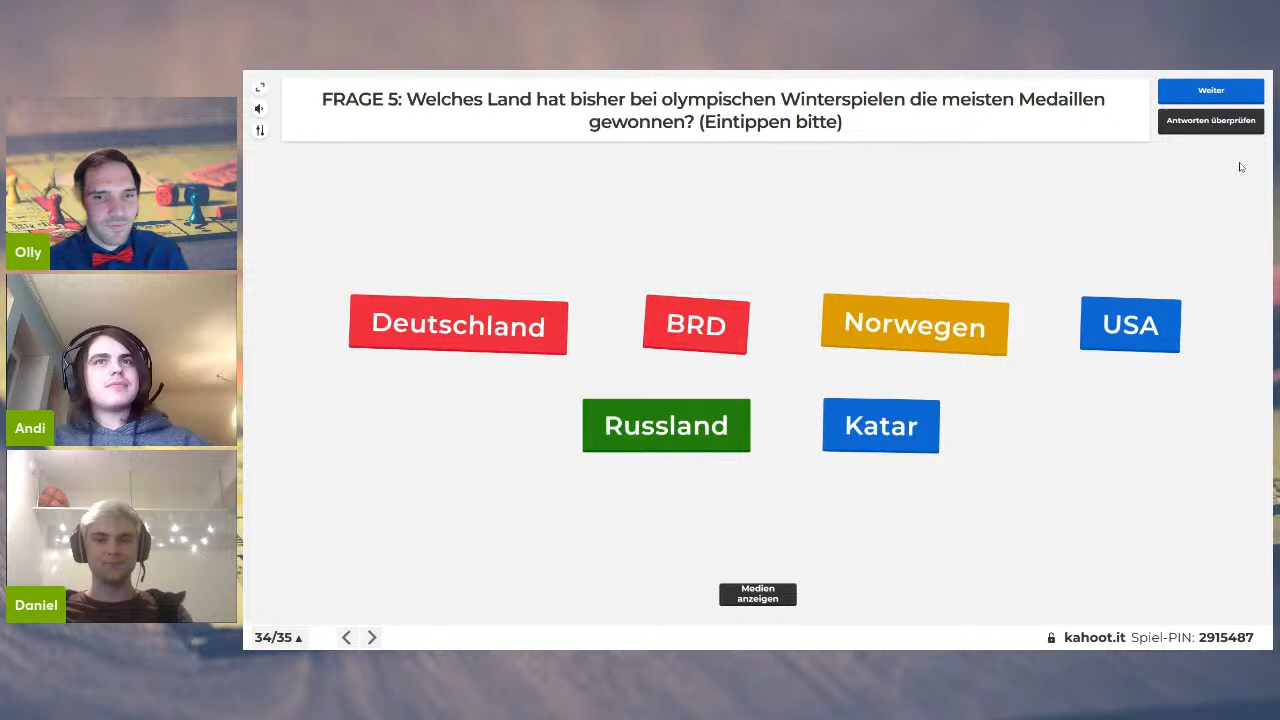 FRAGE 5: Welches Land hat bisher bei olympischen Winterspielen die meisten Medaillen
gewonnen? (Eintippen bitte)
Weiter
Antworten überprüfen
Olly
Andi
Daniel
Deutschland
BRD
Norwegen
USA
Russland
Katar
Medien
anzeigen
34/35 ▲
kahoot.it Spiel-PIN: 2915487